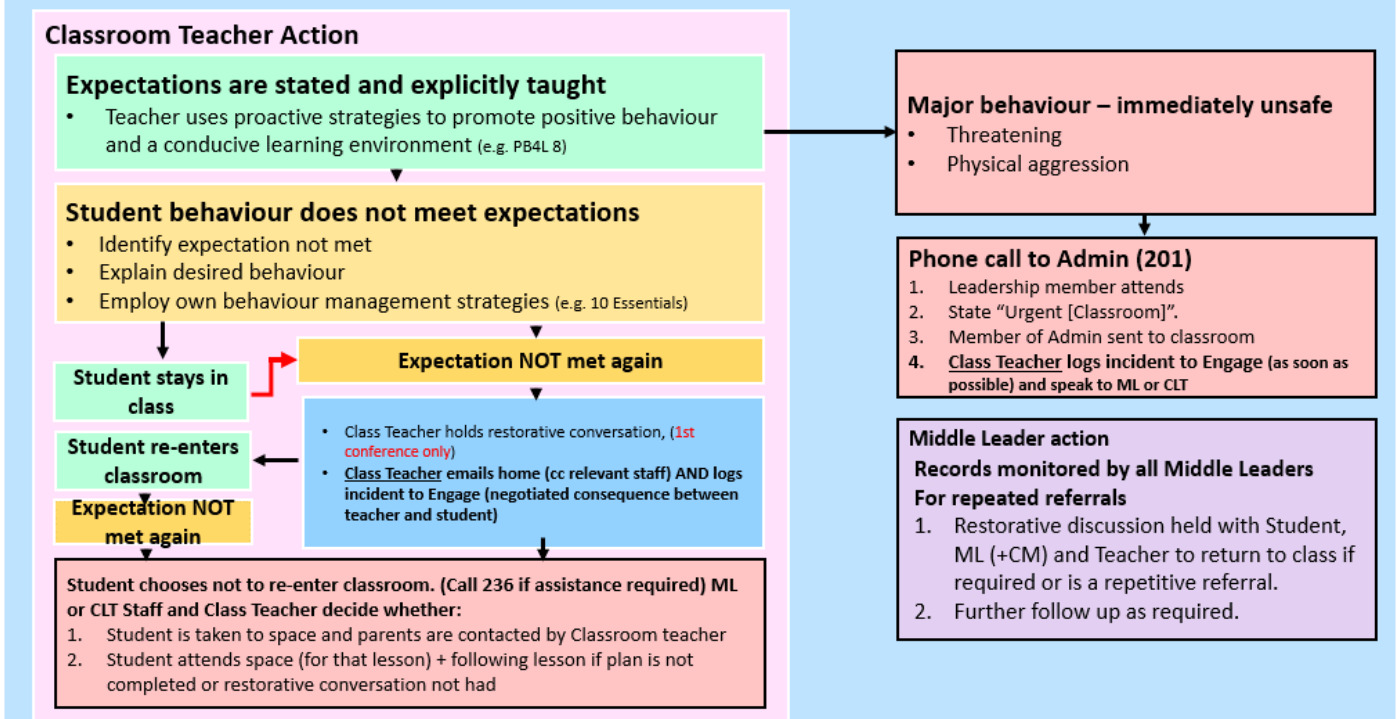 Classroom Teacher Action
Expectations are stated and explicitly taught
• Teacher uses proactive strategies to promote positive behaviour
and a conducive learning environment (e.g. PB4L 8)
Student behaviour does not meet expectations
• Identify expectation not met
• Explain desired behaviour
• Employ own behaviour management strategies (e.g. 10 Essentials)
Student stays in
class
Expectation NOT met again
• Class Teacher holds restorative conversation, (1st
conference only)
• Class Teacher emails home (cc relevant staff) AND logs
incident to Engage (negotiated consequence between
teacher and student)
Student re-enters
classroom
Expectation NOT
met again
Student chooses not to re-enter classroom. (Call 236 if assistance required) ML
or CLT Staff and Class Teacher decide whether:
1. Student is taken to space and parents are contacted by Classroom teacher
2. Student attends space (for that lesson) + following lesson if plan is not
completed or restorative conversation not had
Major behaviour – immediately unsafe
• Threatening
• Physical aggression
Phone call to Admin (201)
1. Leadership member attends
2. State “Urgent [Classroom]”.
3. Member of Admin sent to classroom
4. Class Teacher logs incident to Engage (as soon as
possible) and speak to ML or CLT
Middle Leader action
Records monitored by all Middle Leaders
For repeated referrals
1. Restorative discussion held with Student,
ML (+CM) and Teacher to return to class if
required or is a repetitive referral.
2. Further follow up as required.